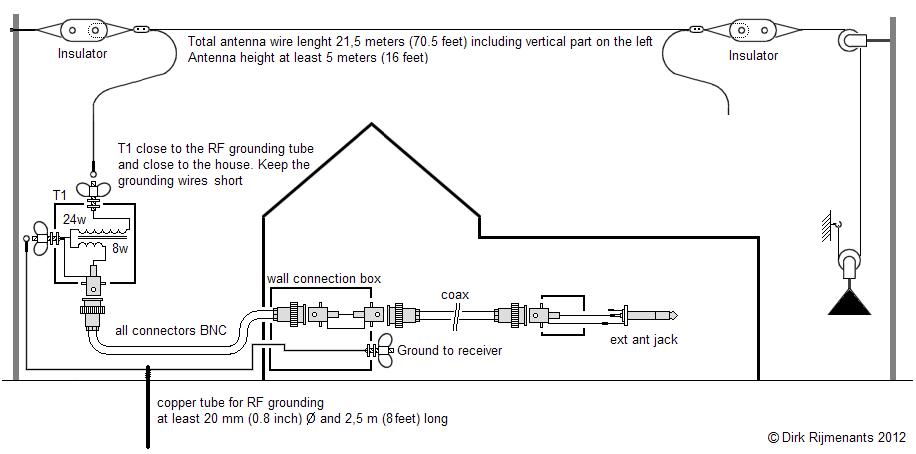 Insulator
Total antenna wire lenght 21,5 meters (70.5 feet) including vertical part on the left
Antenna height at least 5 meters (16 feet)
Insulator
T1 close to the RF grounding tube
and close to the house. Keep the
grounding wires short
T1
24w
8w
wall connection box
coax
all connectors BNC
Ground to receiver
ext ant jack
copper tube for RF grounding
at least 20 mm (0.8 inch) Ø and 2,5 m (8feet) long
© Dirk Rijmenants 2012